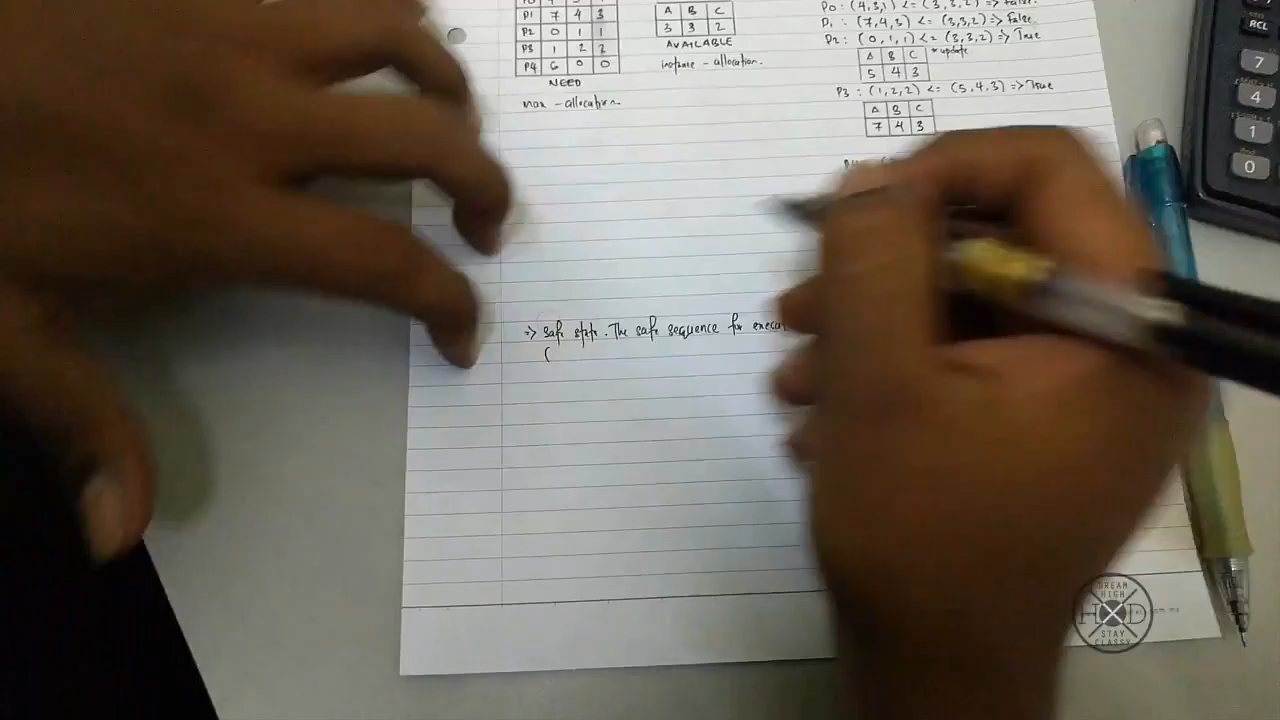 P1 7 4 3
P2 0 1 1
P3 1 2 2
P4 6 0 0
NEED
max - allocation
A B C
3 3 2
AVAILABLE
instance - allocation.
P0 : (4,3,1) <= (3,3,2) => False.
P1 : (7,4,3) <= (3,3,2) => False
P2 : (0,1,1) <= (3,3,2) => True
A B C *update
5 4 3
P3 : (1,2,2) <= (5,4,3) => True
A B C
7 4 3
=> Safe state. The safe sequence for
(
RCL
7
4
1
0
DREAM
HIGH
H D
STAY
CLASSY